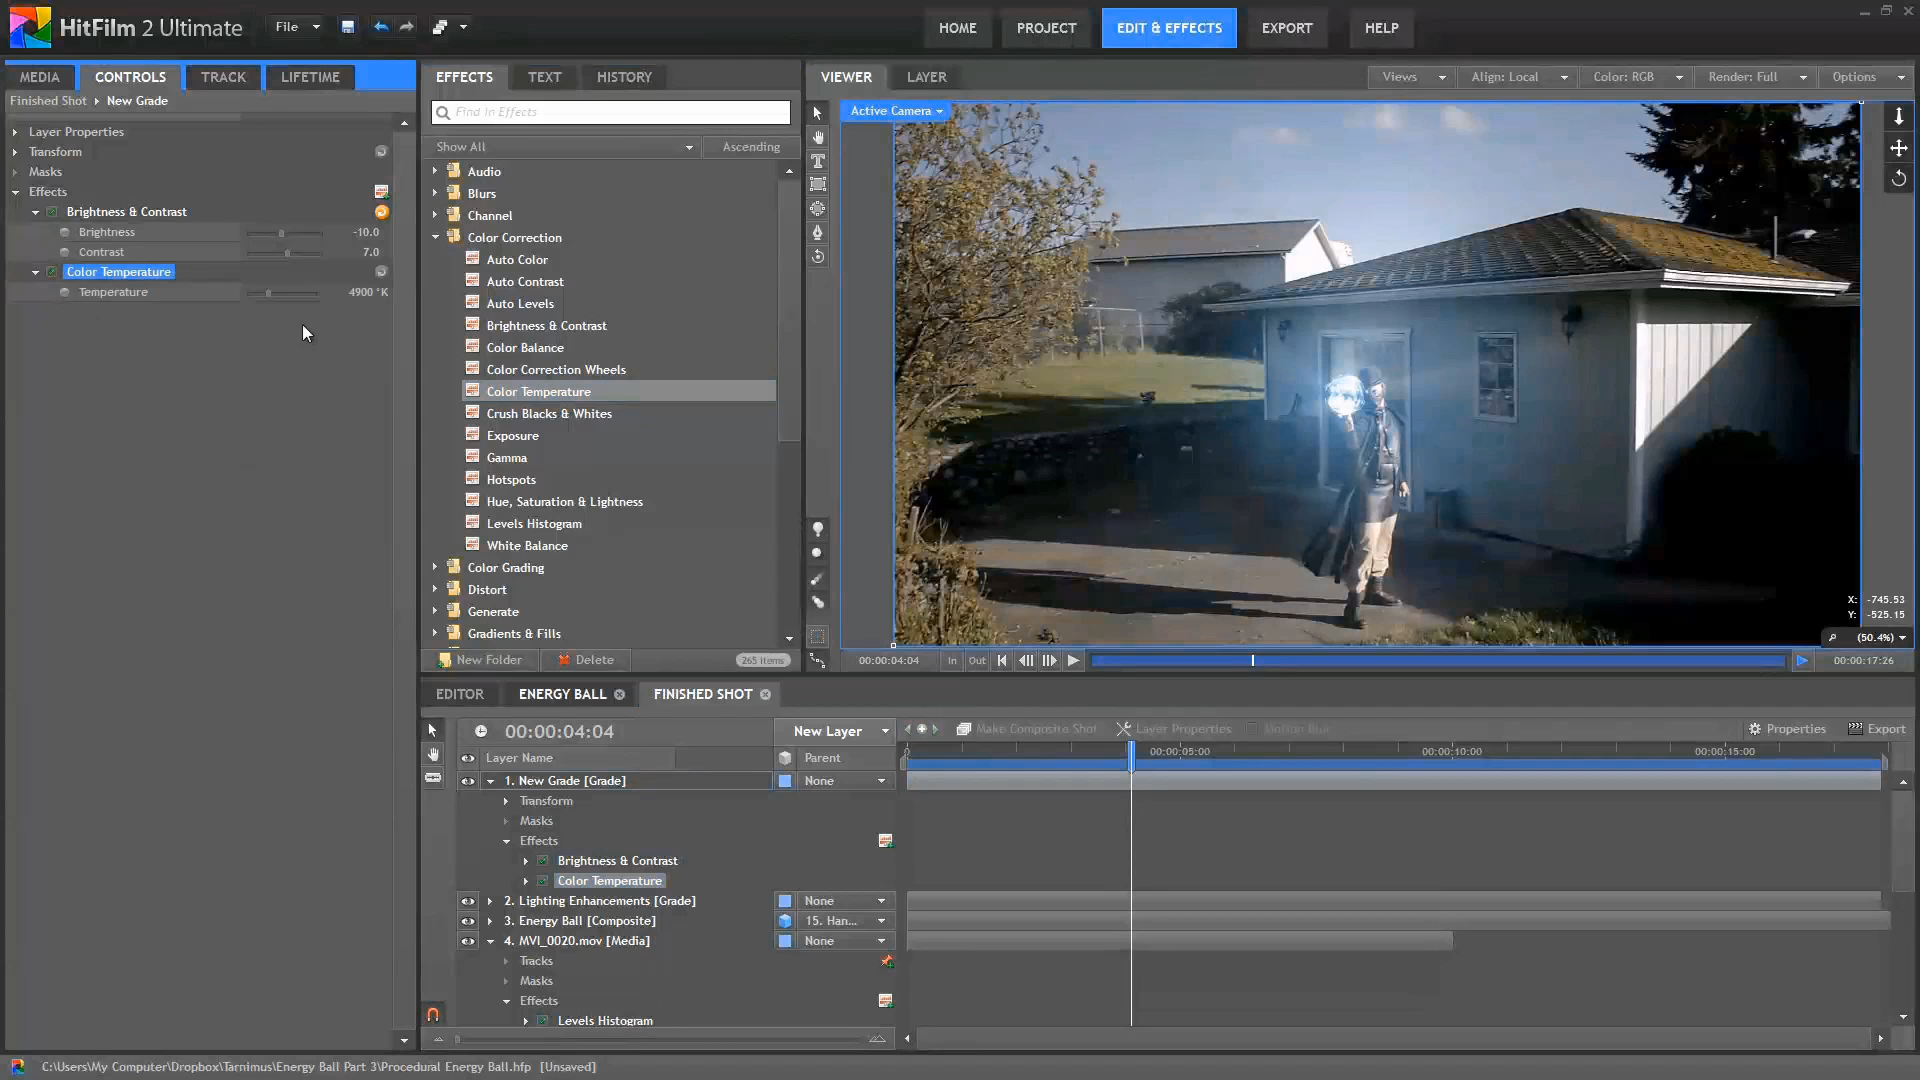 HitFilm 2 Ultimate
File
HOME
PROJECT
EDIT & EFFECTS
EXPORT
HELP
MEDIA
CONTROLS
TRACK
LIFETIME
Finished Shot
New Grade
Layer Properties
Transform
Masks
Effects
Brightness & Contrast
Brightness
-10.0
Contrast
7.0
Color Temperature
Temperature
4900 °K
EFFECTS
TEXT
HISTORY
Find In Effects
Show All
Ascending
Audio
Blurs
Channel
Color Correction
Auto Color
Auto Contrast
Auto Levels
Brightness & Contrast
Color Balance
Color Correction Wheels
Color Temperature
Crush Blacks & Whites
Exposure
Gamma
Hotspots
Hue, Saturation & Lightness
Levels Histogram
White Balance
Color Grading
Distort
Generate
Gradients & Fills
New Folder
Delete
265 Items
VIEWER
LAYER
Views
Align: Local
Color: RGB
Render: Full
Options
Active Camera
X: -745.53
Y: -525.15
(50.4%)
00:00:04:04
In
Out
00:00:17:26
EDITOR
ENERGY BALL
FINISHED SHOT
00:00:04:04
New Layer
Make Composite Shot
Layer Properties
Motion Blur
Properties
Export
Layer Name
Parent
0
00:00:05:00
00:00:10:00
00:00:15:00
1. New Grade [Grade]
None
Transform
Masks
Effects
Brightness & Contrast
Color Temperature
2. Lighting Enhancements [Grade]
None
3. Energy Ball [Composite]
15. Han...
4. MVI_0020.mov [Media]
None
Tracks
Masks
Effects
Levels Histogram
C:\Users\My Computer\Dropbox\Tarnimus\Energy Ball Part 3\Procedural Energy Ball.hfp [Unsaved]